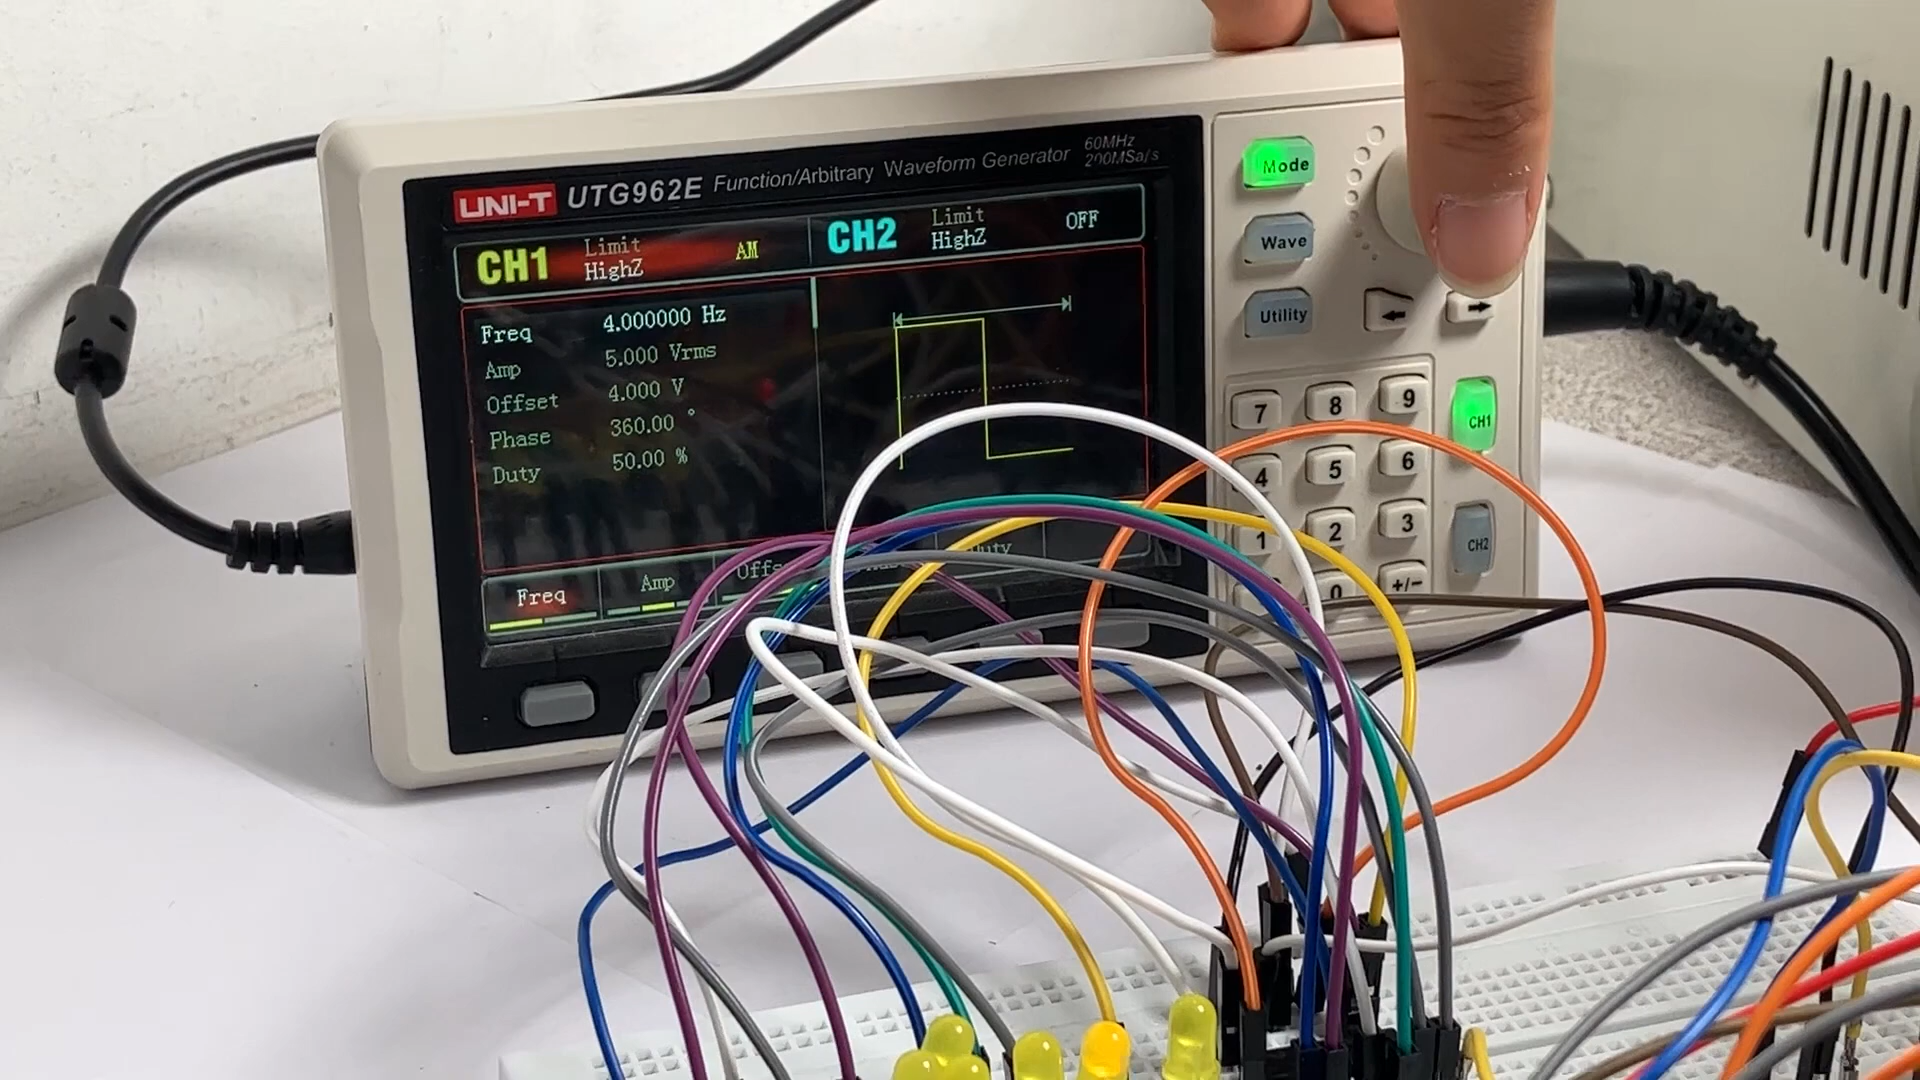 UNI-T UTG962E Function/Arbitrary Waveform Generator 60MHz 200MSa/s
CH1 Limit HighZ AM
CH2 Limit HighZ OFF
Freq 4.000000 Hz
Amp 5.000 Vrms
Offset 4.000 V
Phase 360.00 °
Duty 50.00 %
Freq Amp Offs
Mode
Wave
Utility
7 8 9
4 5 6
1 2 3
0 +/-
CH1
CH2